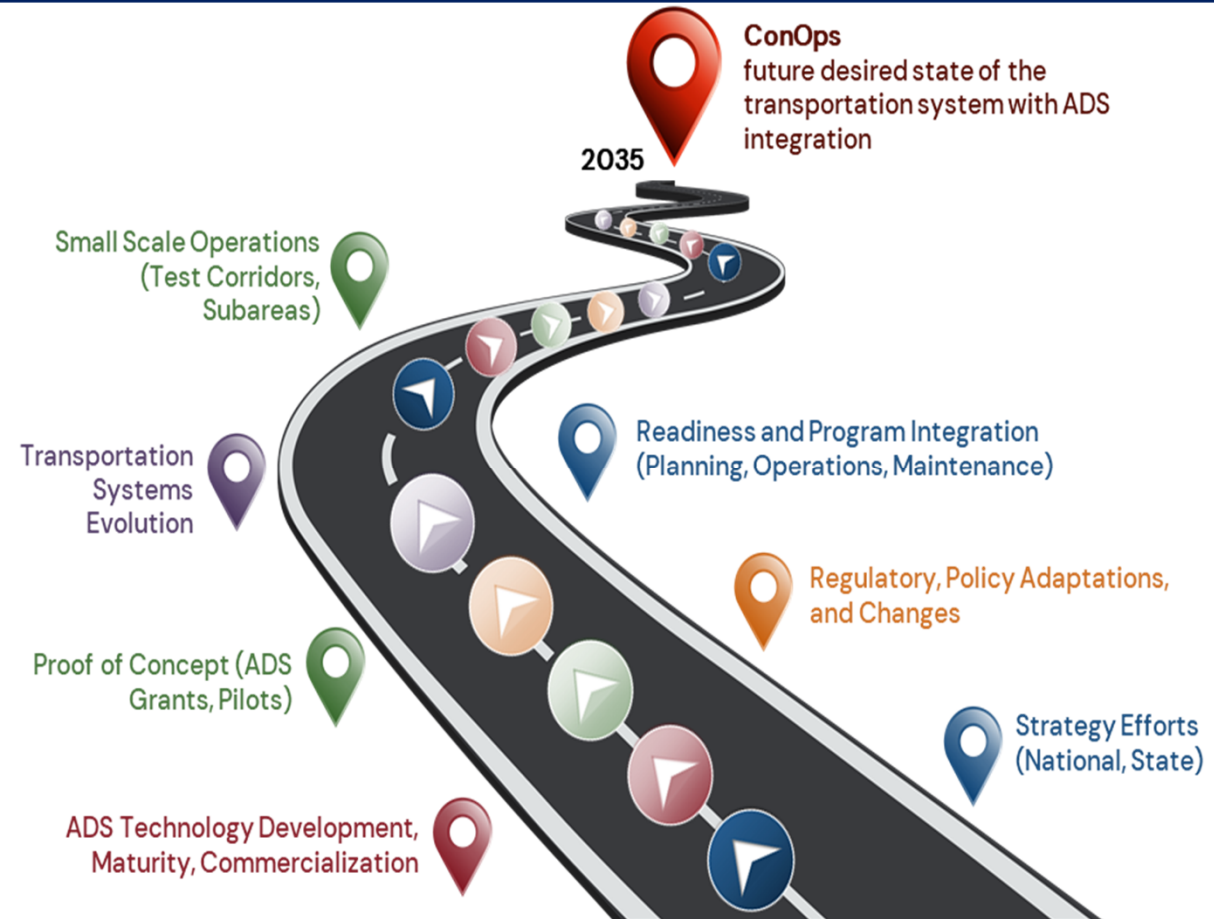 ConOps
future desired state of the
transportation system with ADS
integration
2035
Small Scale Operations
(Test Corridors,
Subareas)
Readiness and Program Integration
(Planning, Operations, Maintenance)
Transportation
Systems
Evolution
Regulatory, Policy Adaptations,
and Changes
Proof of Concept (ADS
Grants, Pilots)
Strategy Efforts
(National, State)
ADS Technology Development,
Maturity, Commercialization